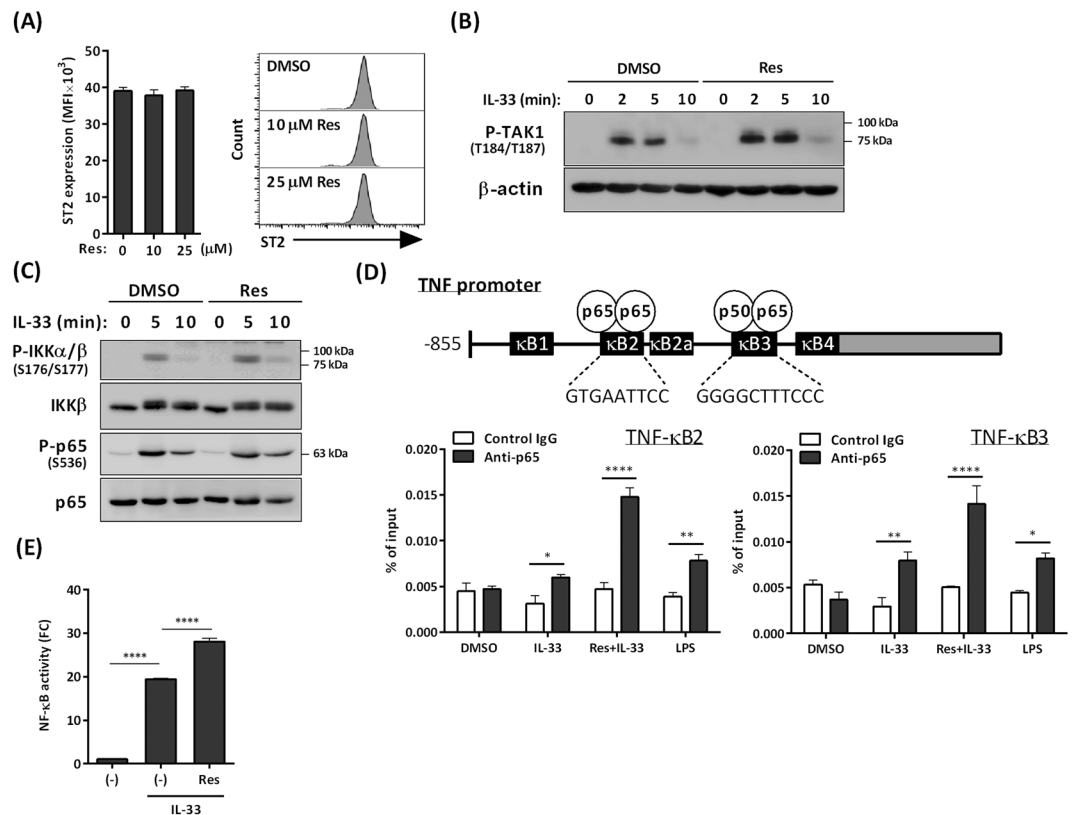 (A)
ST2 expression (MFI×10³)
50
40
30
20
10
0
Res: 0 10 25 (μM)
Count
DMSO
10 μM Res
25 μM Res
ST2
(B)
DMSO Res
IL-33 (min): 0 2 5 10 0 2 5 10
P-TAK1
(T184/T187)
100 kDa
75 kDa
β-actin
(C)
DMSO Res
IL-33 (min): 0 5 10 0 5 10
P-IKKα/β
(S176/S177)
100 kDa
75 kDa
IKKβ
P-p65
(S536)
63 kDa
p65
(D)
TNF promoter
p65 p65 p50 p65
-855 κB1 κB2 κB2a κB3 κB4
GTGAATTCC GGGGCTTTCCC
TNF-κB2
Control IgG
Anti-p65
% of input
0.020
0.015
0.010
0.005
0.000
* **** **
DMSO IL-33 Res+IL-33 LPS
TNF-κB3
Control IgG
Anti-p65
% of input
0.020
0.015
0.010
0.005
0.000
** **** *
DMSO IL-33 Res+IL-33 LPS
(E)
NF-κB activity (FC)
40
30
20
10
0
**** ****
(-) (-) Res
IL-33